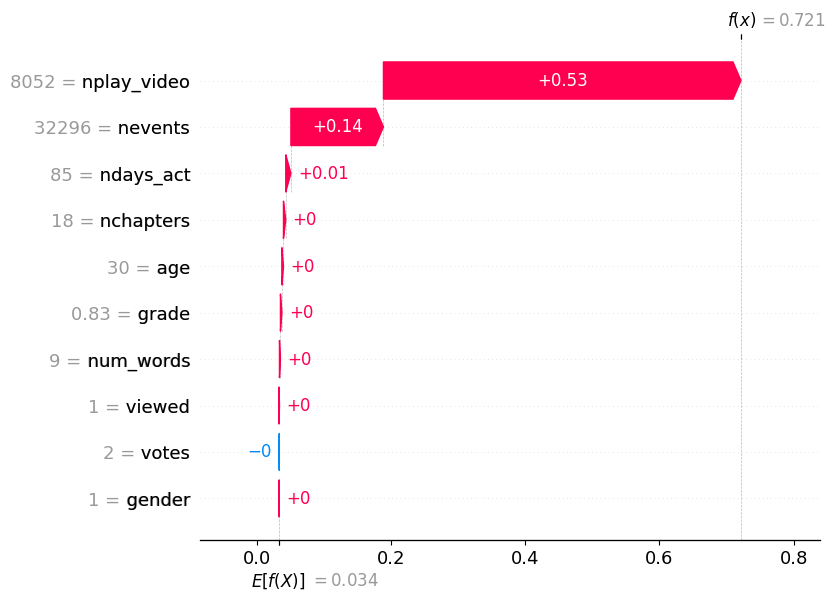 f(x) = 0.721
8052 = nplay_video +0.53
32296 = nevents +0.14
85 = ndays_act +0.01
18 = nchapters +0
30 = age +0
0.83 = grade +0
9 = num_words +0
1 = viewed +0
2 = votes −0
1 = gender +0
0.0 0.2 0.4 0.6 0.8
E[f(X)] = 0.034